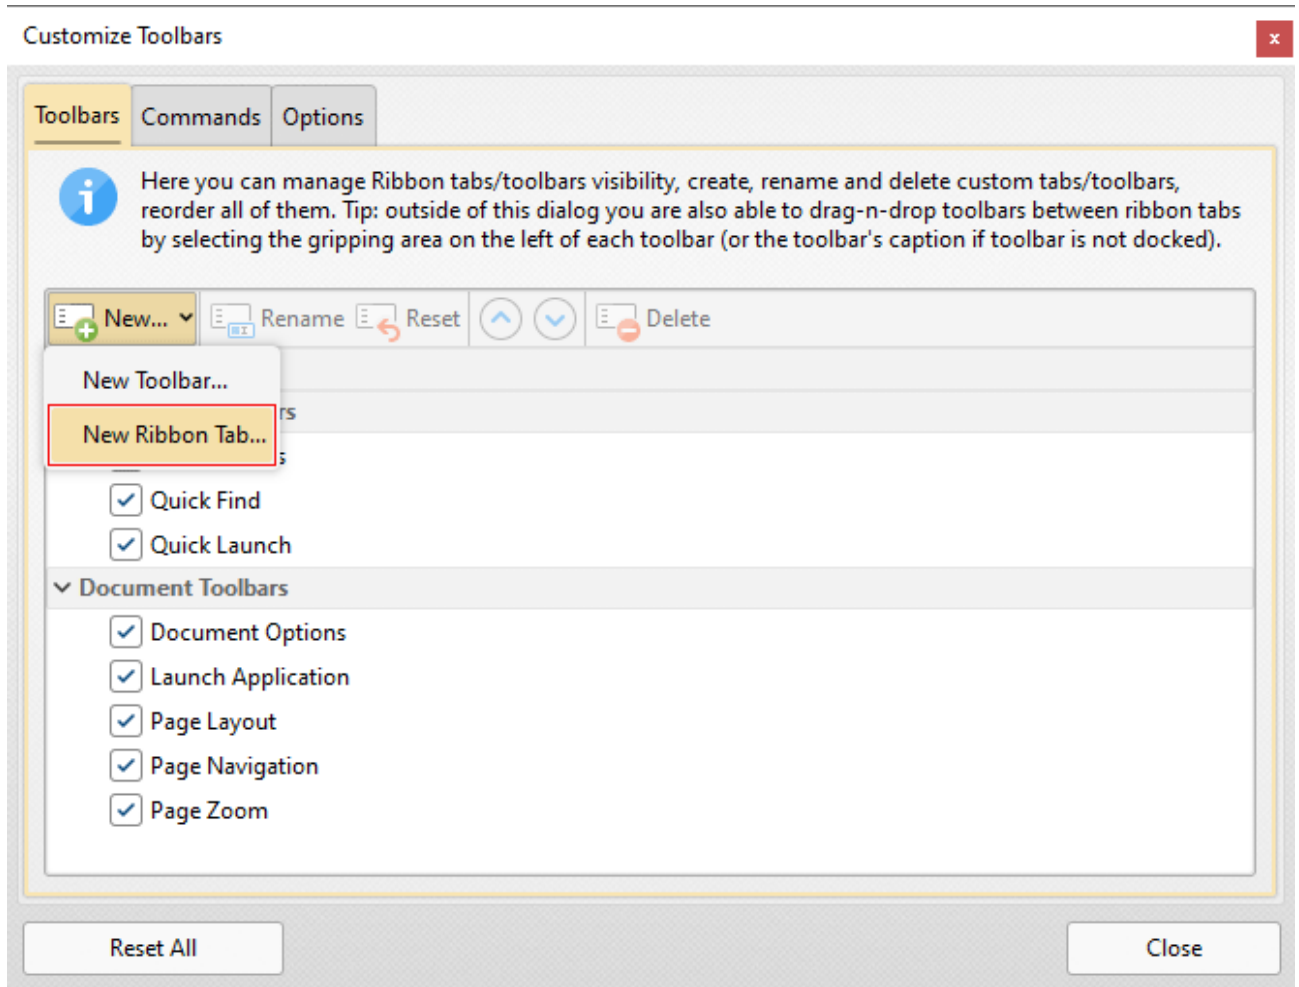 Customize Toolbars
x
Toolbars Commands Options
Here you can manage Ribbon tabs/toolbars visibility, create, rename and delete custom tabs/toolbars,
reorder all of them. Tip: outside of this dialog you are also able to drag-n-drop toolbars between ribbon tabs
by selecting the gripping area on the left of each toolbar (or the toolbar's caption if toolbar is not docked).
New... Rename Reset Delete
New Toolbar...
New Ribbon Tab...
Quick Find
Quick Launch
Document Toolbars
Document Options
Launch Application
Page Layout
Page Navigation
Page Zoom
Reset All Close